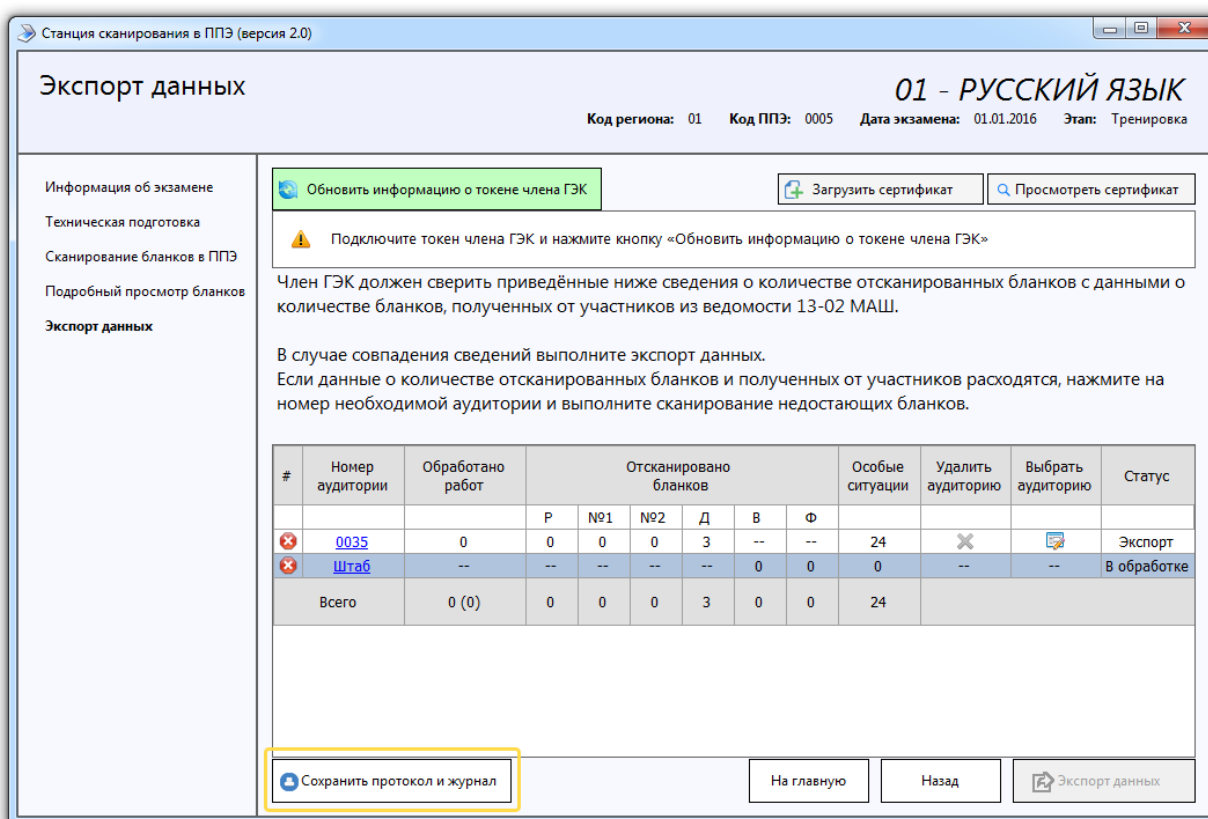 Станция сканирования в ППЭ (версия 2.0)
Экспорт данных
01 - РУССКИЙ ЯЗЫК
Код региона: 01 Код ППЭ: 0005 Дата экзамена: 01.01.2016 Этап: Тренировка
Информация об экзамене
Техническая подготовка
Сканирование бланков в ППЭ
Подробный просмотр бланков
Экспорт данных
Обновить информацию о токене члена ГЭК
Загрузить сертификат
Просмотреть сертификат
Подключите токен члена ГЭК и нажмите кнопку «Обновить информацию о токене члена ГЭК»
Член ГЭК должен сверить приведённые ниже сведения о количестве отсканированных бланков с данными о
количестве бланков, полученных от участников из ведомости 13-02 МАШ.
В случае совпадения сведений выполните экспорт данных.
Если данные о количестве отсканированных бланков и полученных от участников расходятся, нажмите на
номер необходимой аудитории и выполните сканирование недостающих бланков.
# Номер аудитории Обработано работ Отсканировано бланков Особые ситуации Удалить аудиторию Выбрать аудиторию Статус
Р №1 №2 Д В Ф
0035 0 0 0 0 3 -- -- 24 Экспорт
Штаб -- -- -- -- -- 0 0 0 -- -- В обработке
Всего 0 (0) 0 0 0 3 0 0 24
Сохранить протокол и журнал
На главную
Назад
Экспорт данных